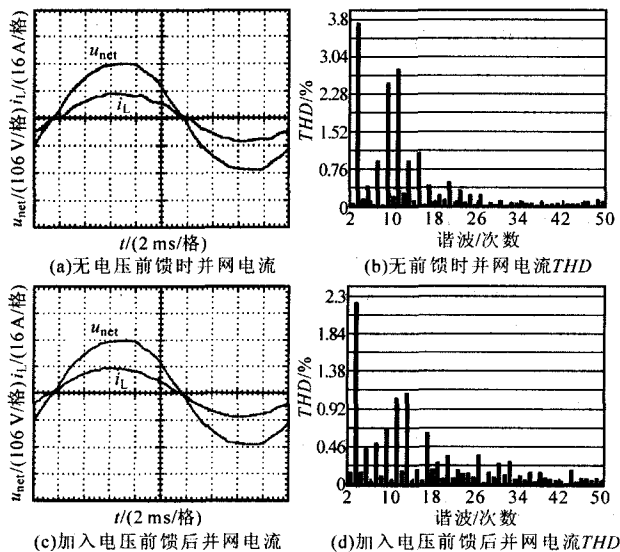 u_net/(106 V/格) i_L/(16 A/格)
u_net
i_L
t/(2 ms/格)
(a)无电压前馈时并网电流
THD/%
3.8
3.04
2.28
1.52
0.76
0
2 10 18 26 34 42 50
谐波/次数
(b)无前馈时并网电流THD
u_net/(106 V/格) i_L/(16 A/格)
u_net
i_L
t/(2 ms/格)
(c)加入电压前馈后并网电流
THD/%
2.3
1.84
1.38
0.92
0.46
0
2 10 18 26 34 42 50
谐波/次数
(d)加入电压前馈后并网电流THD